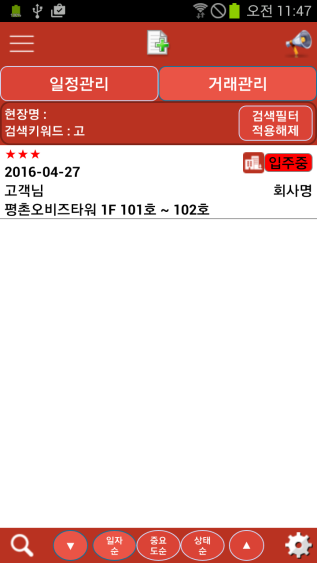 오전 11:47
일정관리
거래관리
현장명 :
검색키워드 : 고
검색필터
적용해제
★★★
2016-04-27
입주중
고객님
회사명
평촌오비즈타워 1F 101호 ~ 102호
▼
일자
순
중요
도순
상태
순
▲